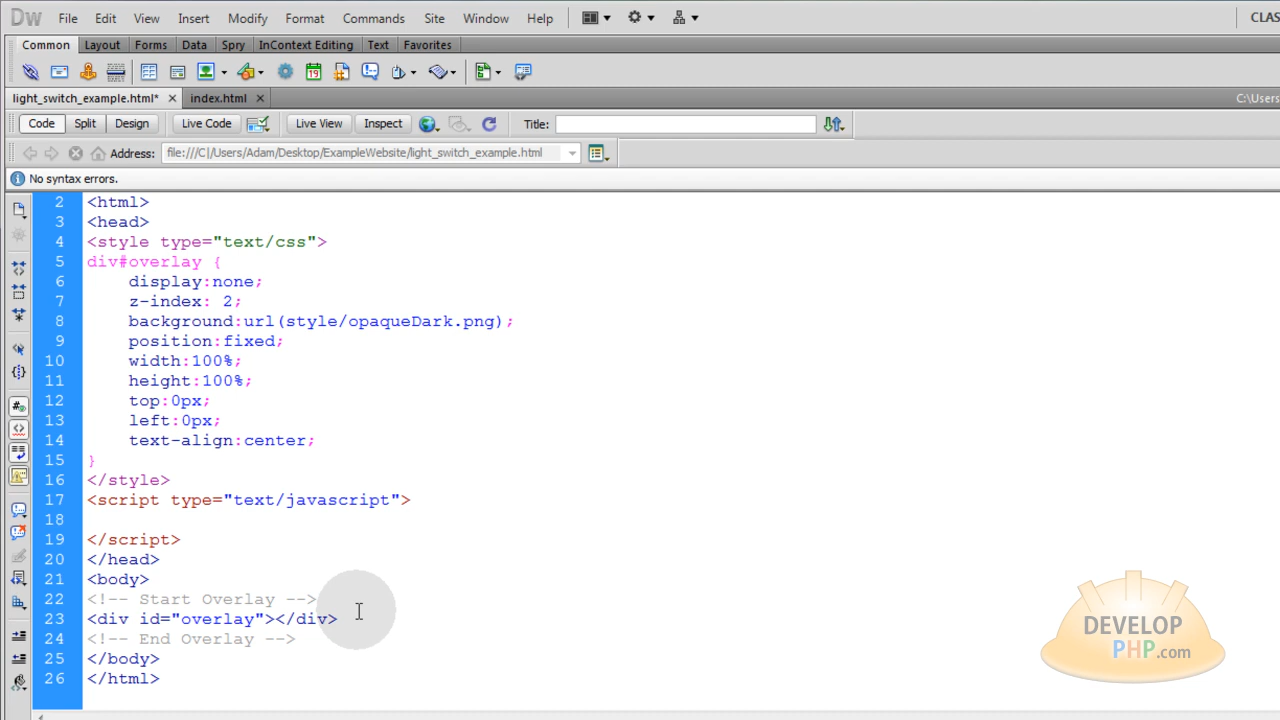 Dw File Edit View Insert Modify Format Commands Site Window Help CLAS
Common Layout Forms Data Spry InContext Editing Text Favorites
19
light_switch_example.html* × index.html × C:\Users
Code Split Design Live Code Live View Inspect Title:
Address: file:///C|/Users/Adam/Desktop/ExampleWebsite/light_switch_example.html
No syntax errors.
2 <html>
3 <head>
4 <style type="text/css">
5 div#overlay {
6 display:none;
7 z-index: 2;
8 background:url(style/opaqueDark.png);
9 position:fixed;
10 width:100%;
11 height:100%;
12 top:0px;
13 left:0px;
14 text-align:center;
15 }
16 </style>
17 <script type="text/javascript">
18
19 </script>
20 </head>
21 <body>
22 <!-- Start Overlay -->
23 <div id="overlay"></div>
24 <!-- End Overlay -->
25 </body>
26 </html>
DEVELOP
PHP.com